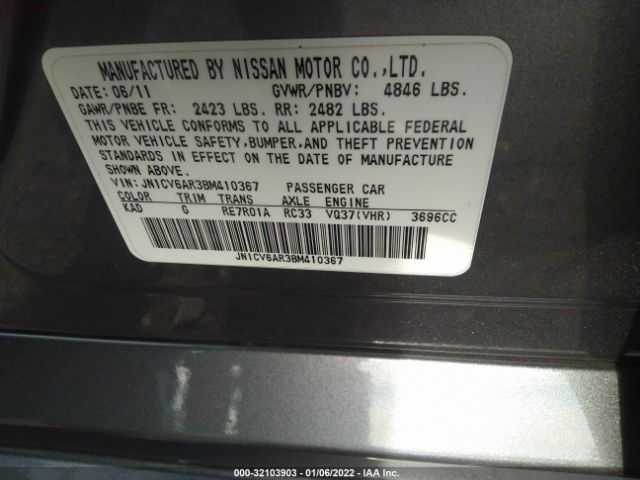 MANUFACTURED BY NISSAN MOTOR CO.,LTD.
DATE: 06/11 GVWR/PNBV: 4846 LBS.
GAWR/PNBE FR: 2423 LBS. RR: 2482 LBS.
THIS VEHICLE CONFORMS TO ALL APPLICABLE FEDERAL
MOTOR VEHICLE SAFETY,BUMPER,AND THEFT PREVENTION
STANDARDS IN EFFECT ON THE DATE OF MANUFACTURE
SHOWN ABOVE.
VIN: JN1CV6AR3BM410367 PASSENGER CAR
COLOR TRIM TRANS AXLE ENGINE
KAD G RE7R01A RC33 VQ37(VHR) 3696CC
JN1CV6AR3BM410367
000-32103903 - 01/06/2022 - IAA Inc.